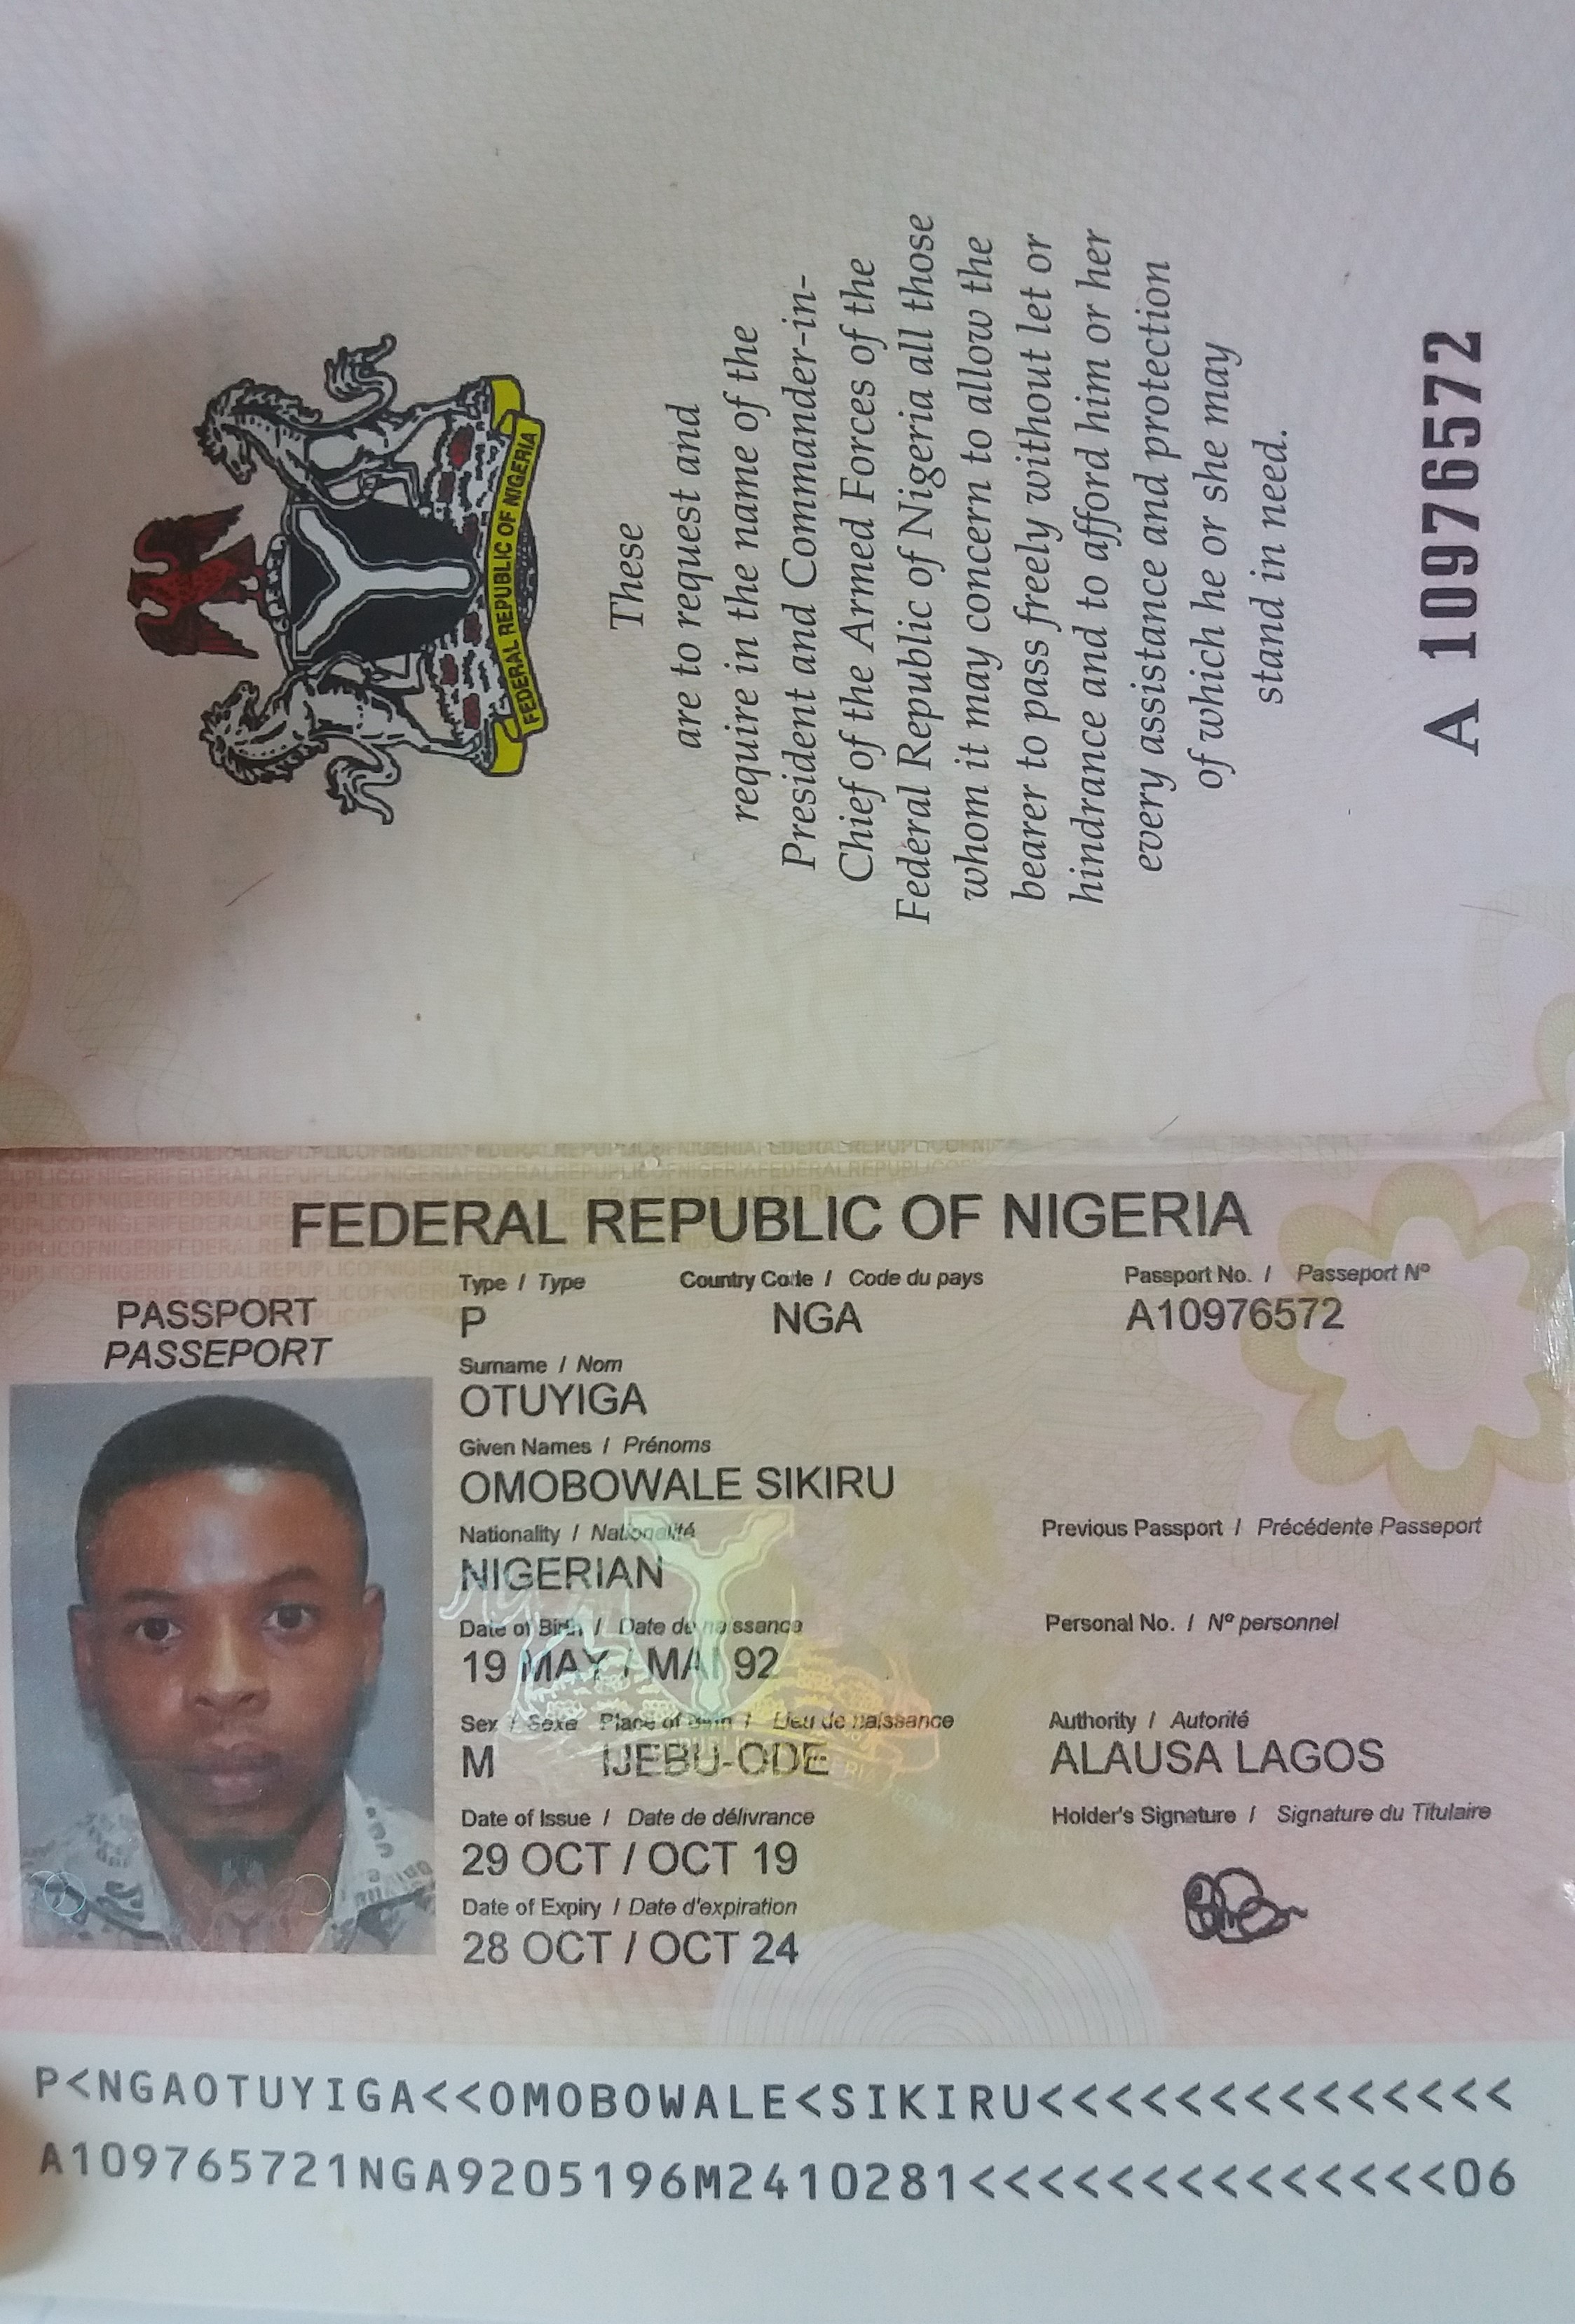 FEDERAL REPUBLIC OF NIGERIA
These
are to request and
require in the name of the
President and Commander-in-
Chief of the Armed Forces of the
Federal Republic of Nigeria all those
whom it may concern to allow the
bearer to pass freely without let or
hindrance and to afford him or her
every assistance and protection
of which he or she may
stand in need.
A 10976572
FEDERAL REPUBLIC OF NIGERIA
PASSPORT
PASSEPORT
Type / Type Country Code / Code du pays Passport No. / Passeport Nº
P NGA A10976572
Surname / Nom
OTUYIGA
Given Names / Prénoms
OMOBOWALE SIKIRU
Nationality / Nationalité Previous Passport / Précédente Passeport
NIGERIAN
Date of Birth / Date de naissance Personal No. / Nº personnel
19 MAY / MAI 92
Sex / Sexe Place of Birth / Lieu de naissance Authority / Autorité
M IJEBU-ODE ALAUSA LAGOS
Date of Issue / Date de délivrance Holder's Signature / Signature du Titulaire
29 OCT / OCT 19
Date of Expiry / Date d'expiration
28 OCT / OCT 24
P<NGAOTUYIGA<<OMOBOWALE<SIKIRU<<<<<<<<<<<<<<
A109765721NGA9205196M2410281<<<<<<<<<<<<<<06